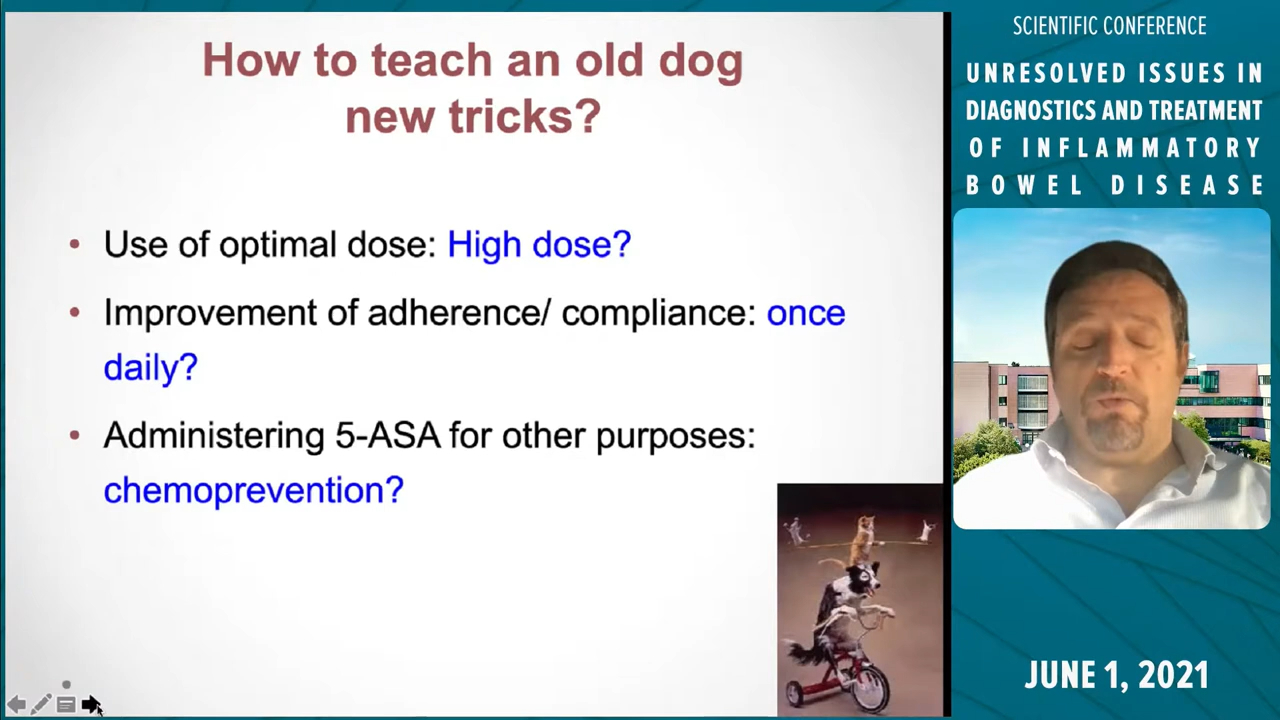 How to teach an old dog
new tricks?
• Use of optimal dose: High dose?
• Improvement of adherence/ compliance: once
daily?
• Administering 5-ASA for other purposes:
chemoprevention?
SCIENTIFIC CONFERENCE
UNRESOLVED ISSUES IN
DIAGNOSTICS AND TREATMENT
OF INFLAMMATORY
BOWEL DISEASE
JUNE 1, 2021